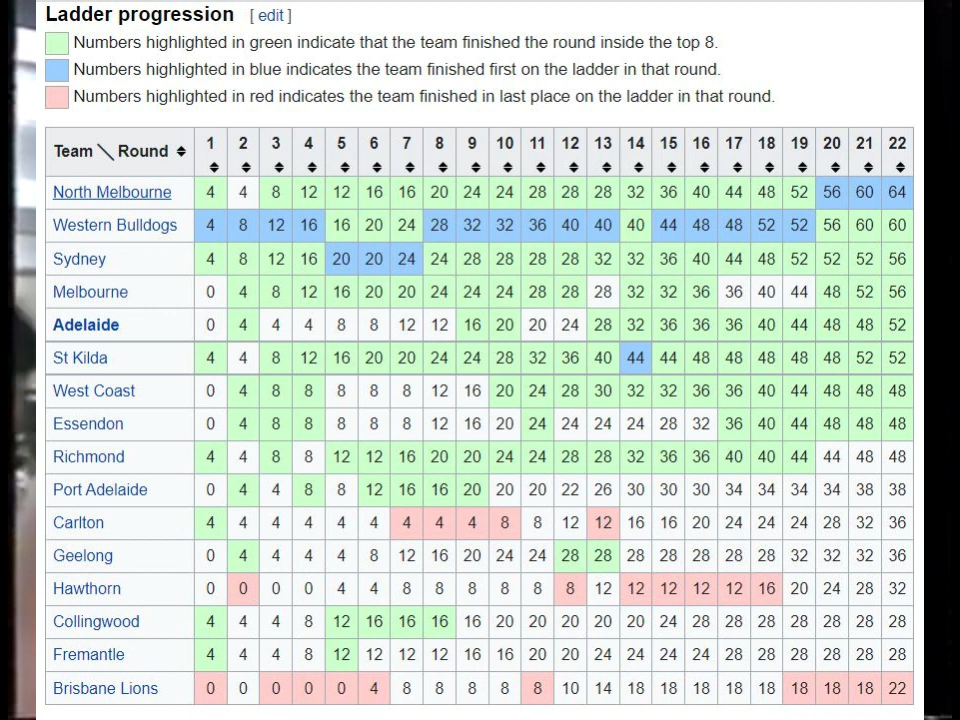 Ladder progression [ edit ]
Numbers highlighted in green indicate that the team finished the round inside the top 8.
Numbers highlighted in blue indicates the team finished first on the ladder in that round.
Numbers highlighted in red indicates the team finished in last place on the ladder in that round.
Team \ Round 1 2 3 4 5 6 7 8 9 10 11 12 13 14 15 16 17 18 19 20 21 22
North Melbourne 4 4 8 12 12 16 16 20 24 24 28 28 28 32 36 40 44 48 52 56 60 64
Western Bulldogs 4 8 12 16 16 20 24 28 32 32 36 40 40 40 44 48 48 52 52 56 60 60
Sydney 4 8 12 16 20 20 24 24 28 28 28 28 32 32 36 40 44 48 52 52 52 56
Melbourne 0 4 8 12 16 20 20 24 24 24 28 28 28 32 32 36 36 40 44 48 52 56
Adelaide 0 4 4 4 8 8 12 12 16 20 20 24 28 32 36 36 36 40 44 48 48 52
St Kilda 4 4 8 12 16 20 20 24 24 28 32 36 40 44 44 48 48 48 48 48 52 52
West Coast 0 4 8 8 8 8 8 12 16 20 24 28 30 32 32 36 36 40 44 48 48 48
Essendon 0 4 8 8 8 8 8 12 16 20 24 24 24 24 28 32 36 40 44 48 48 48
Richmond 4 4 8 8 12 12 16 20 20 24 24 28 28 32 36 36 40 40 44 44 48 48
Port Adelaide 0 4 4 8 8 12 16 16 20 20 20 22 26 30 30 30 34 34 34 34 38 38
Carlton 4 4 4 4 4 4 4 4 4 8 8 12 12 16 16 20 24 24 24 28 32 36
Geelong 0 4 4 4 4 8 12 16 20 24 24 28 28 28 28 28 28 28 32 32 32 36
Hawthorn 0 0 0 0 4 4 8 8 8 8 8 8 12 12 12 12 12 16 20 24 28 32
Collingwood 4 4 4 8 12 16 16 16 16 20 20 20 20 20 24 28 28 28 28 28 28 28
Fremantle 4 4 4 8 12 12 12 12 16 16 20 20 24 24 24 24 28 28 28 28 28 28
Brisbane Lions 0 0 0 0 0 4 8 8 8 8 8 10 14 18 18 18 18 18 18 18 18 22